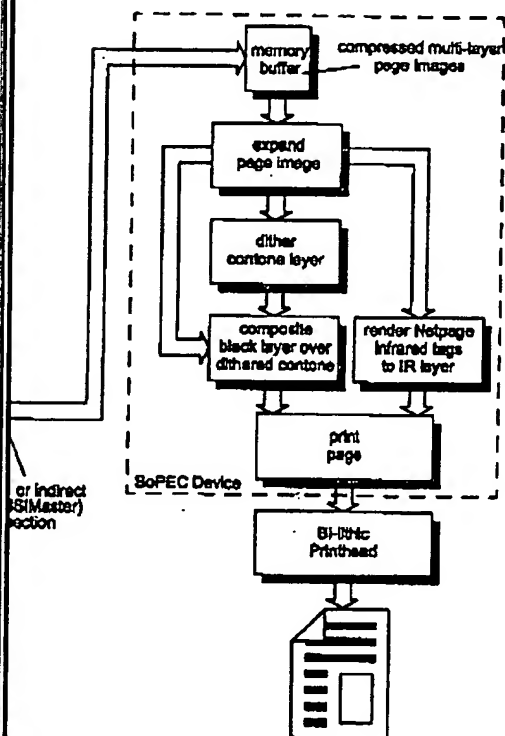 memory
buffer
compressed multi-layer
page images
expand
page image
dither
contone layer
composite
black layer over
dithered contone
render Netpage
infrared tags
to IR layer
print
page
SoPEC Device
or indirect
section
Bi-lithic
Printhead